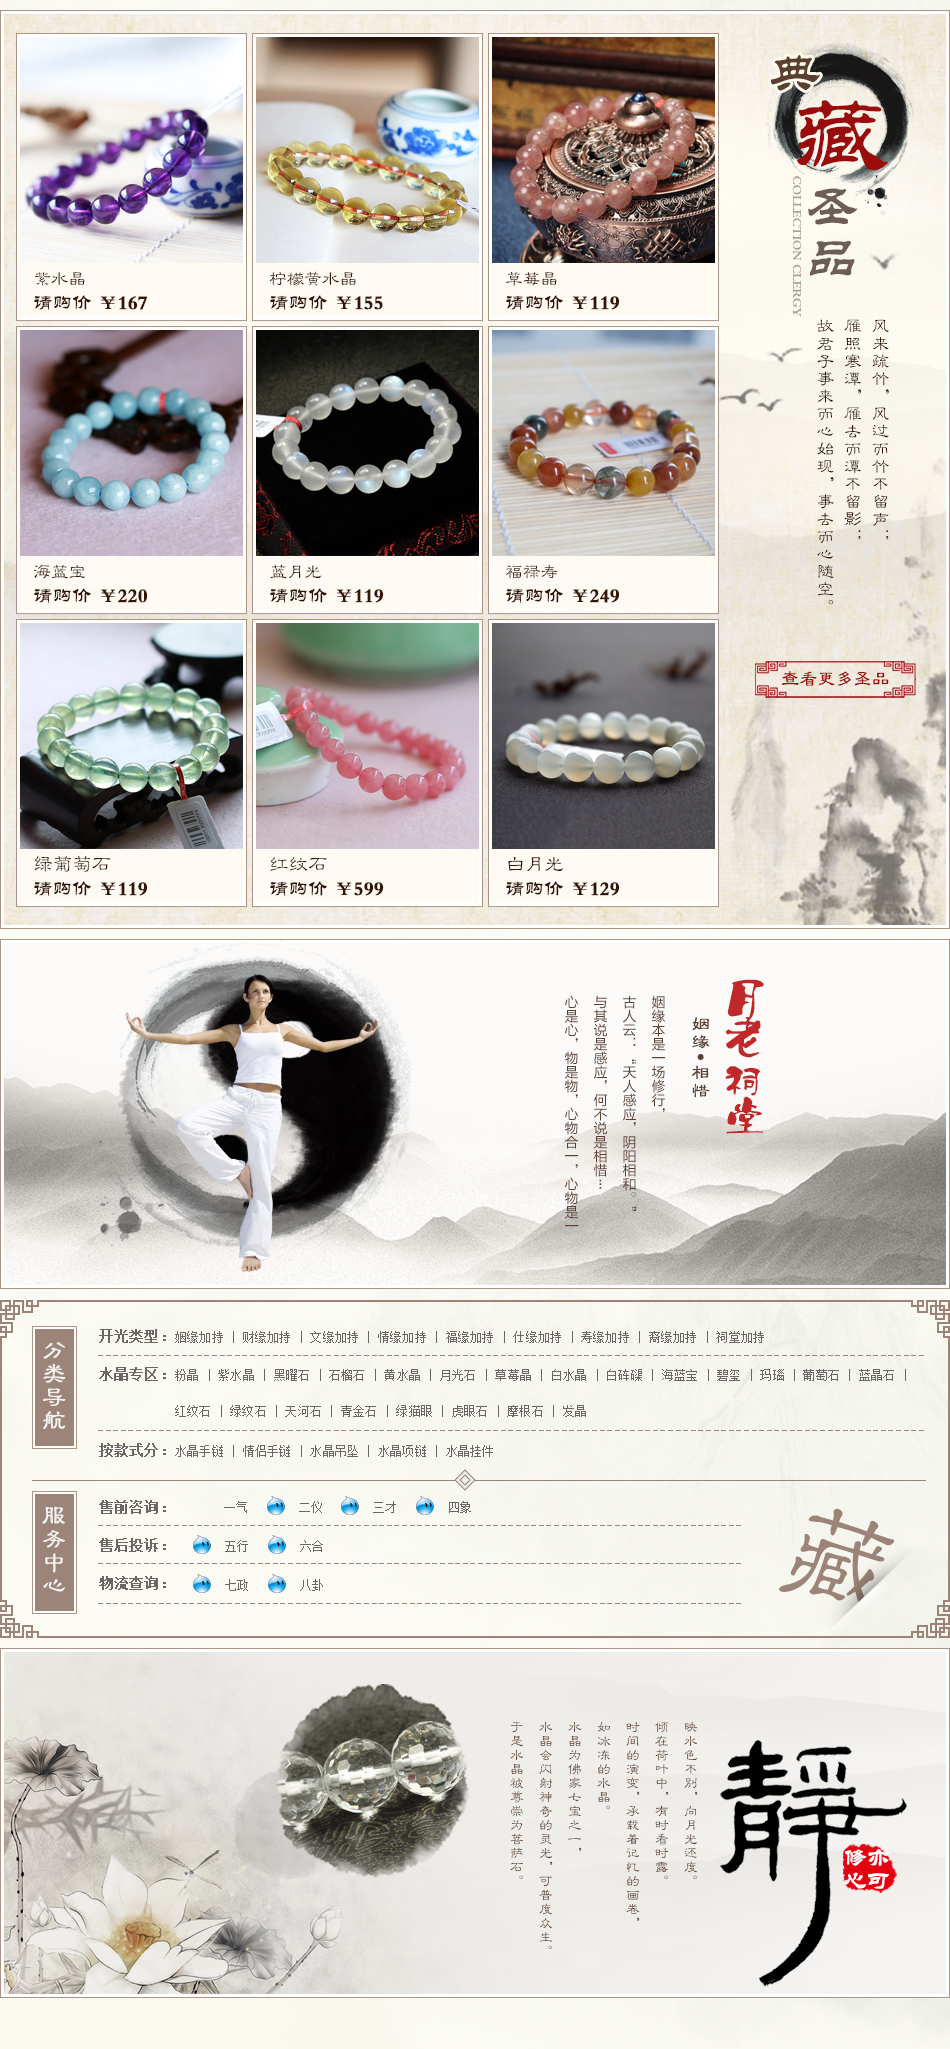 紫水晶
请购价 ￥167
柠檬黄水晶
请购价 ￥155
草莓晶
请购价 ￥119
海蓝宝
请购价 ￥220
蓝月光
请购价 ￥119
福禄寿
请购价 ￥249
绿葡萄石
请购价 ￥119
红纹石
请购价 ￥599
白月光
请购价 ￥129
典藏圣品
COLLECTION CLERGY
风来疏竹，风过而竹不留声；
雁照寒潭，雁去而潭不留影；
故君子事来而心始现，事去而心随空。
查看更多圣品
月老祠堂
姻缘•相惜
姻缘本是一场修行，
古人云：“天人感应，阴阳相和。”
与其说是感应，何不说是相惜…
心是心，物是物，心物合一，心物是一
分类导航
开光类型： 姻缘加持 | 财缘加持 | 文缘加持 | 情缘加持 | 福缘加持 | 仕缘加持 | 寿缘加持 | 斋缘加持 | 祠堂加持
水晶专区： 粉晶 | 紫水晶 | 黑曜石 | 石榴石 | 黄水晶 | 月光石 | 草莓晶 | 白水晶 | 白砗磲 | 海蓝宝 | 碧玺 | 玛瑙 | 葡萄石 | 蓝晶石 |
红纹石 | 绿纹石 | 天河石 | 青金石 | 绿猫眼 | 虎眼石 | 摩根石 | 发晶
按款式分： 水晶手链 | 情侣手链 | 水晶吊坠 | 水晶项链 | 水晶挂件
服务中心
售前咨询： 一气 二仪 三才 四象
售后投诉： 五行 六合
物流查询： 七政 八卦
藏
静
修心亦可
映水色不别，向月光还度。
倾在荷叶中，有时看时露。
时间的演变，承载着记忆的画卷，
如冰冻的水晶。
水晶为佛家七宝之一，
水晶会闪射神奇的灵光，可普度众生。
于是水晶被尊崇为菩萨石。